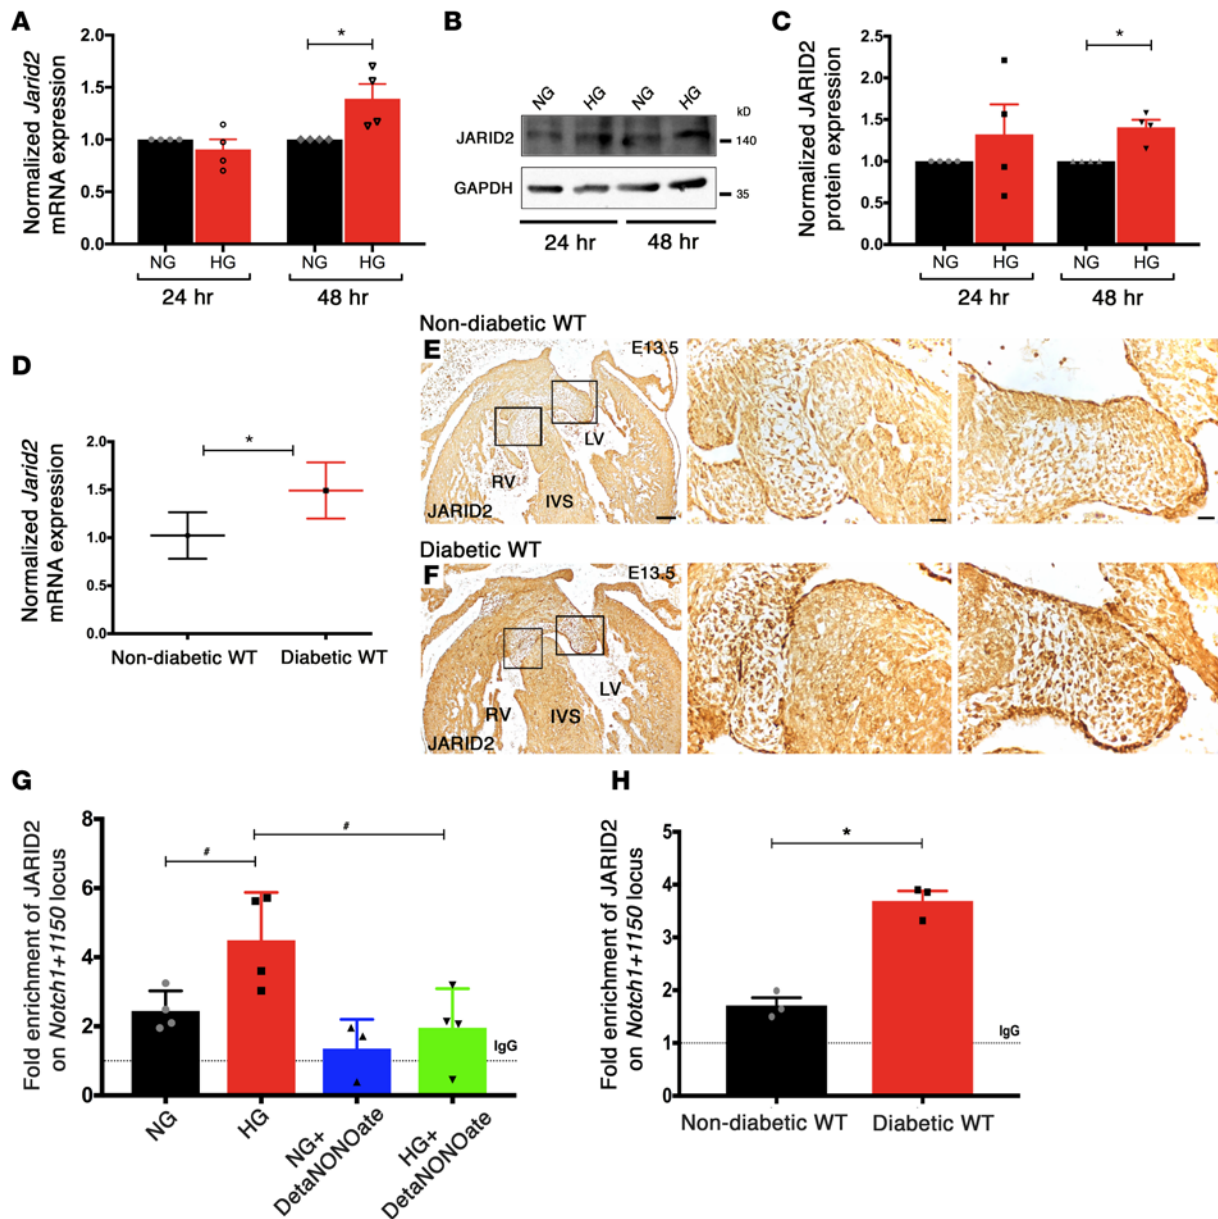 A
Normalized Jarid2
mRNA expression
2.0
1.5
1.0
0.5
0.0
*
NG
HG
NG
HG
24 hr
48 hr
B
NG
HG
NG
HG
kD
JARID2
140
GAPDH
35
24 hr
48 hr
C
Normalized JARID2
protein expression
2.5
2.0
1.5
1.0
0.5
0.0
*
NG
HG
NG
HG
24 hr
48 hr
D
Normalized Jarid2
mRNA expression
2.0
1.5
1.0
0.5
0.0
*
Non-diabetic WT
Diabetic WT
Non-diabetic WT
E
E13.5
LV
RV
IVS
JARID2
Diabetic WT
F
E13.5
LV
RV
IVS
JARID2
G
Fold enrichment of JARID2
on Notch1+1150 locus
8
6
4
2
0
#
#
IgG
NG
HG
NG+
DetaNONOate
HG+
DetaNONOate
H
Fold enrichment of JARID2
on Notch1+1150 locus
5
4
3
2
1
0
*
IgG
Non-diabetic WT
Diabetic WT